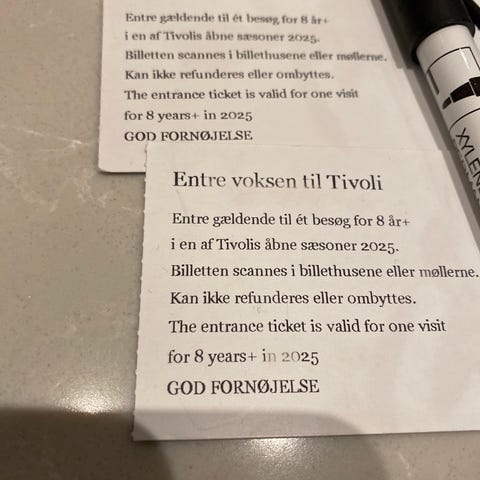 Entre gældende til ét besøg for 8 år+
i en af Tivolis åbne sæsoner 2025.
Billetten scannes i billethusene eller møllerne.
Kan ikke refunderes eller ombyttes.
The entrance ticket is valid for one visit
for 8 years+ in 2025
GOD FORNØJELSE
Entre voksen til Tivoli
Entre gældende til ét besøg for 8 år+
i en af Tivolis åbne sæsoner 2025.
Billetten scannes i billethusene eller møllerne.
Kan ikke refunderes eller ombyttes.
The entrance ticket is valid for one visit
for 8 years+ in 2025
GOD FORNØJELSE